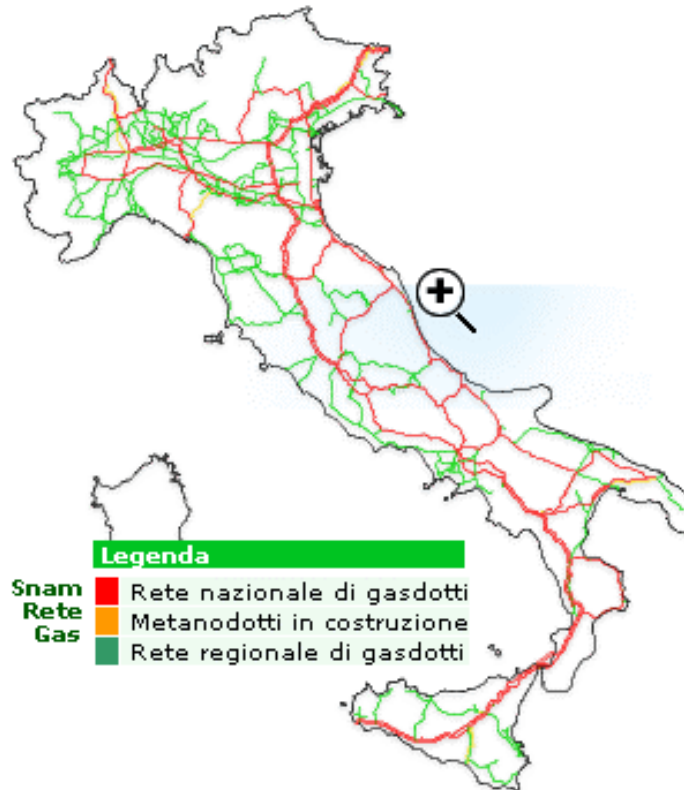 Legenda
Snam
Rete
Gas
Rete nazionale di gasdotti
Metanodotti in costruzione
Rete regionale di gasdotti